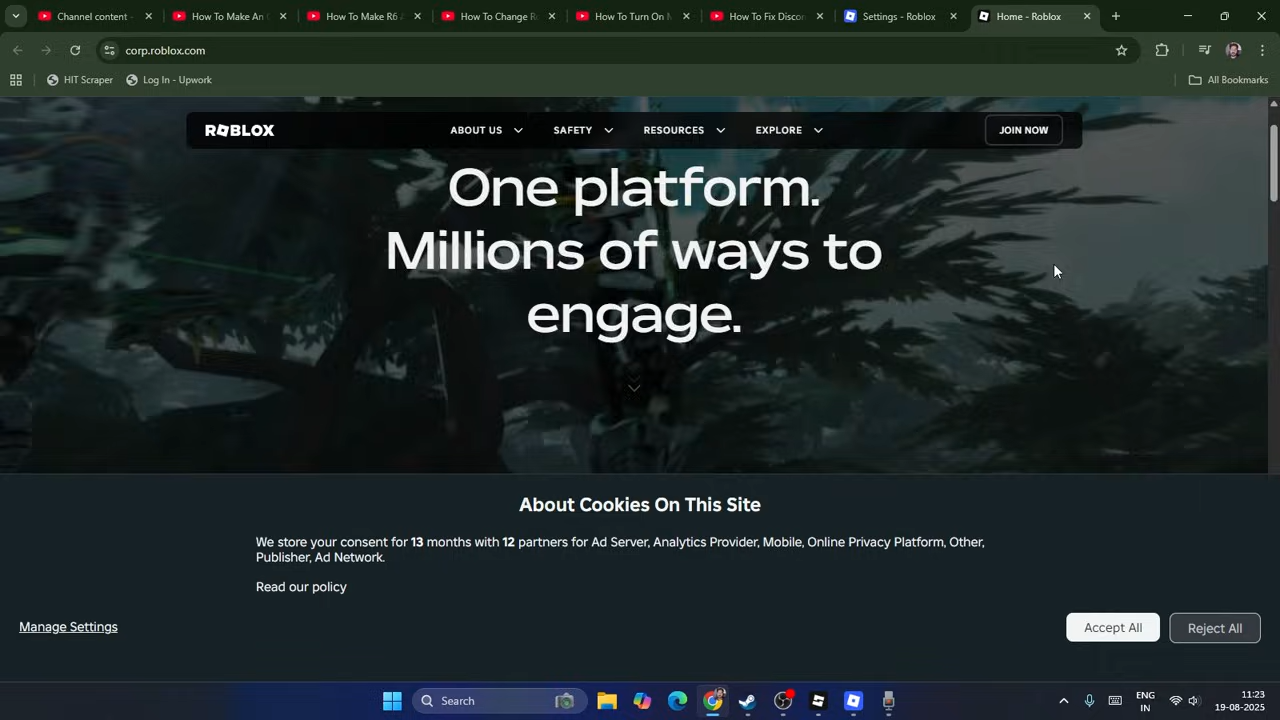 Channel content -
How To Make An
How To Make R6
How To Change R
How To Turn On
How To Fix Disco
Settings - Roblox
Home - Roblox
corp.roblox.com
HIT Scraper
Log In - Upwork
All Bookmarks
ROBLOX
ABOUT US
SAFETY
RESOURCES
EXPLORE
JOIN NOW
One platform.
Millions of ways to
engage.
About Cookies On This Site
We store your consent for 13 months with 12 partners for Ad Server, Analytics Provider, Mobile, Online Privacy Platform, Other,
Publisher, Ad Network.
Read our policy
Manage Settings
Accept All
Reject All
Search
ENG
IN
11:23
19-08-2025